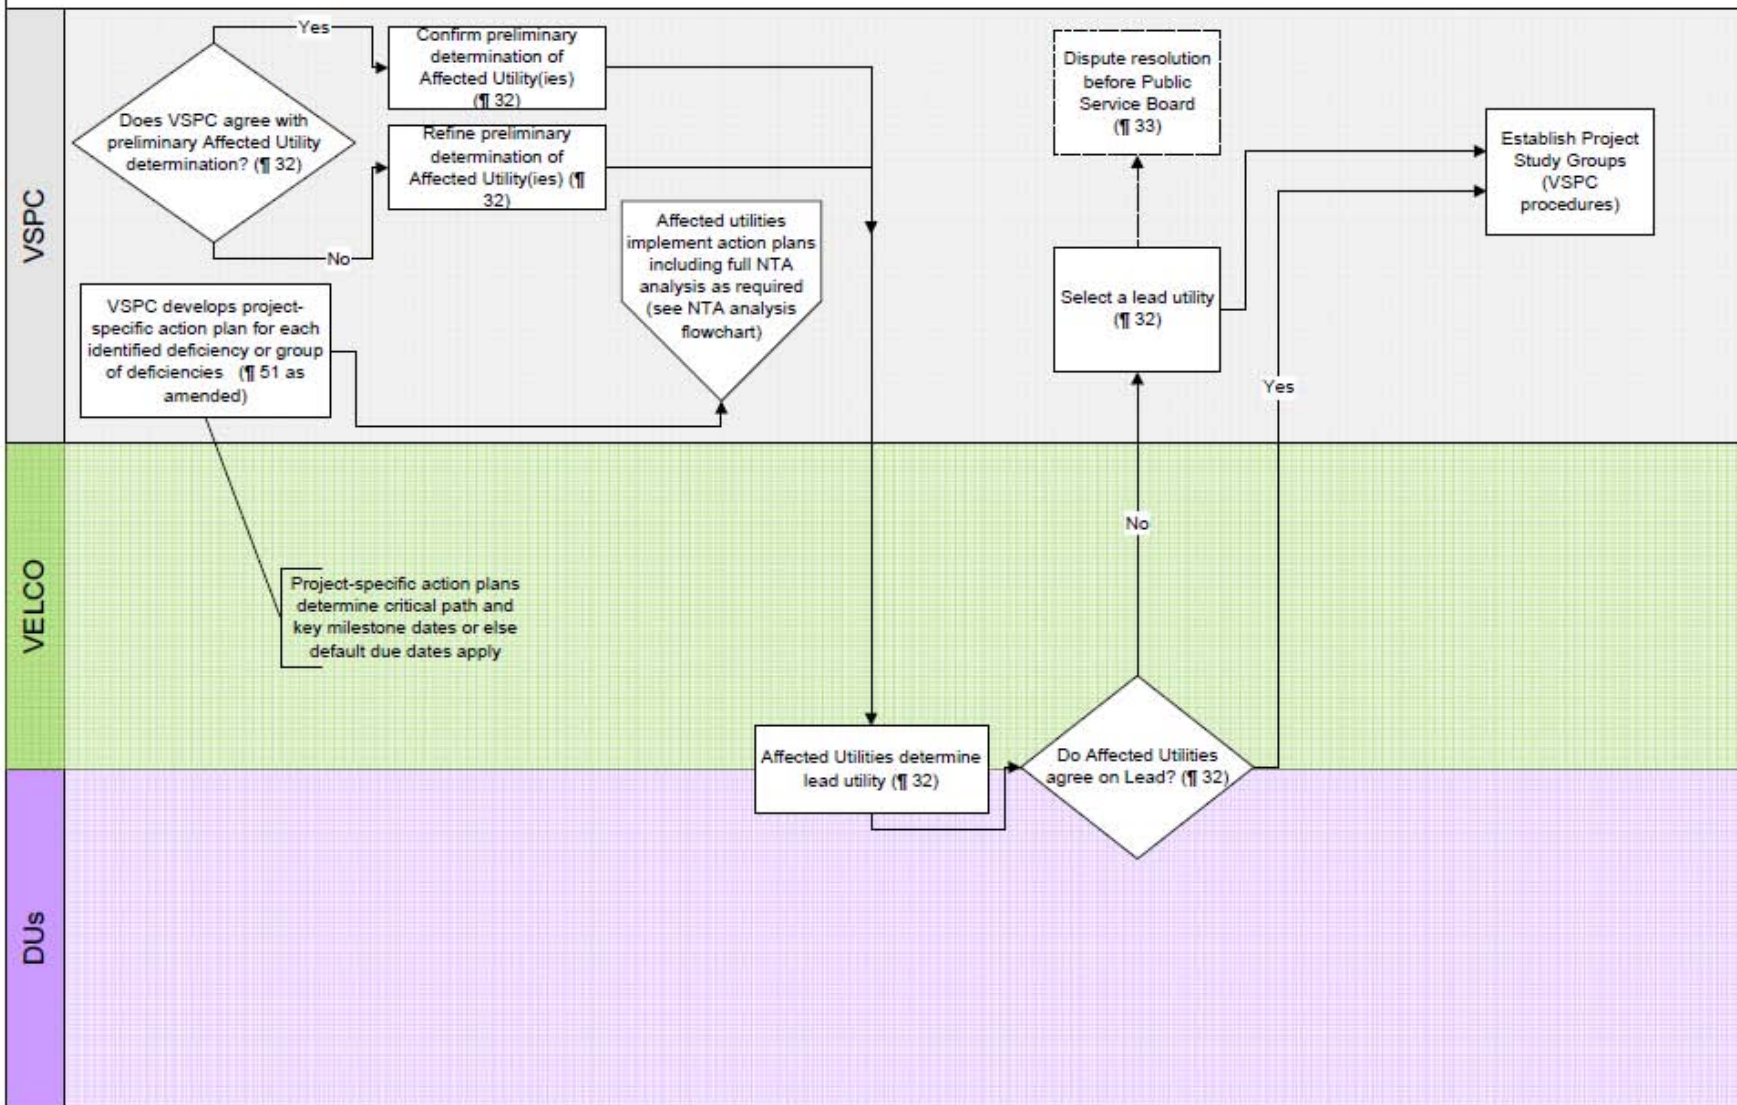 VSPC
Yes
Does VSPC agree with
preliminary Affected Utility
determination? (¶ 32)
No
Confirm preliminary
determination of
Affected Utility(ies)
(¶ 32)
Refine preliminary
determination of
Affected Utility(ies) (¶
32)
VSPC develops project-
specific action plan for each
identified deficiency or group
of deficiencies (¶ 51 as
amended)
Affected utilities
implement action plans
including full NTA
analysis as required
(see NTA analysis
flowchart)
Dispute resolution
before Public
Service Board
(¶ 33)
Select a lead utility
(¶ 32)
Establish Project
Study Groups
(VSPC
procedures)
Yes
VELCO
No
Project-specific action plans
determine critical path and
key milestone dates or else
default due dates apply
Affected Utilities determine
lead utility (¶ 32)
Do Affected Utilities
agree on Lead? (¶ 32)
DUs